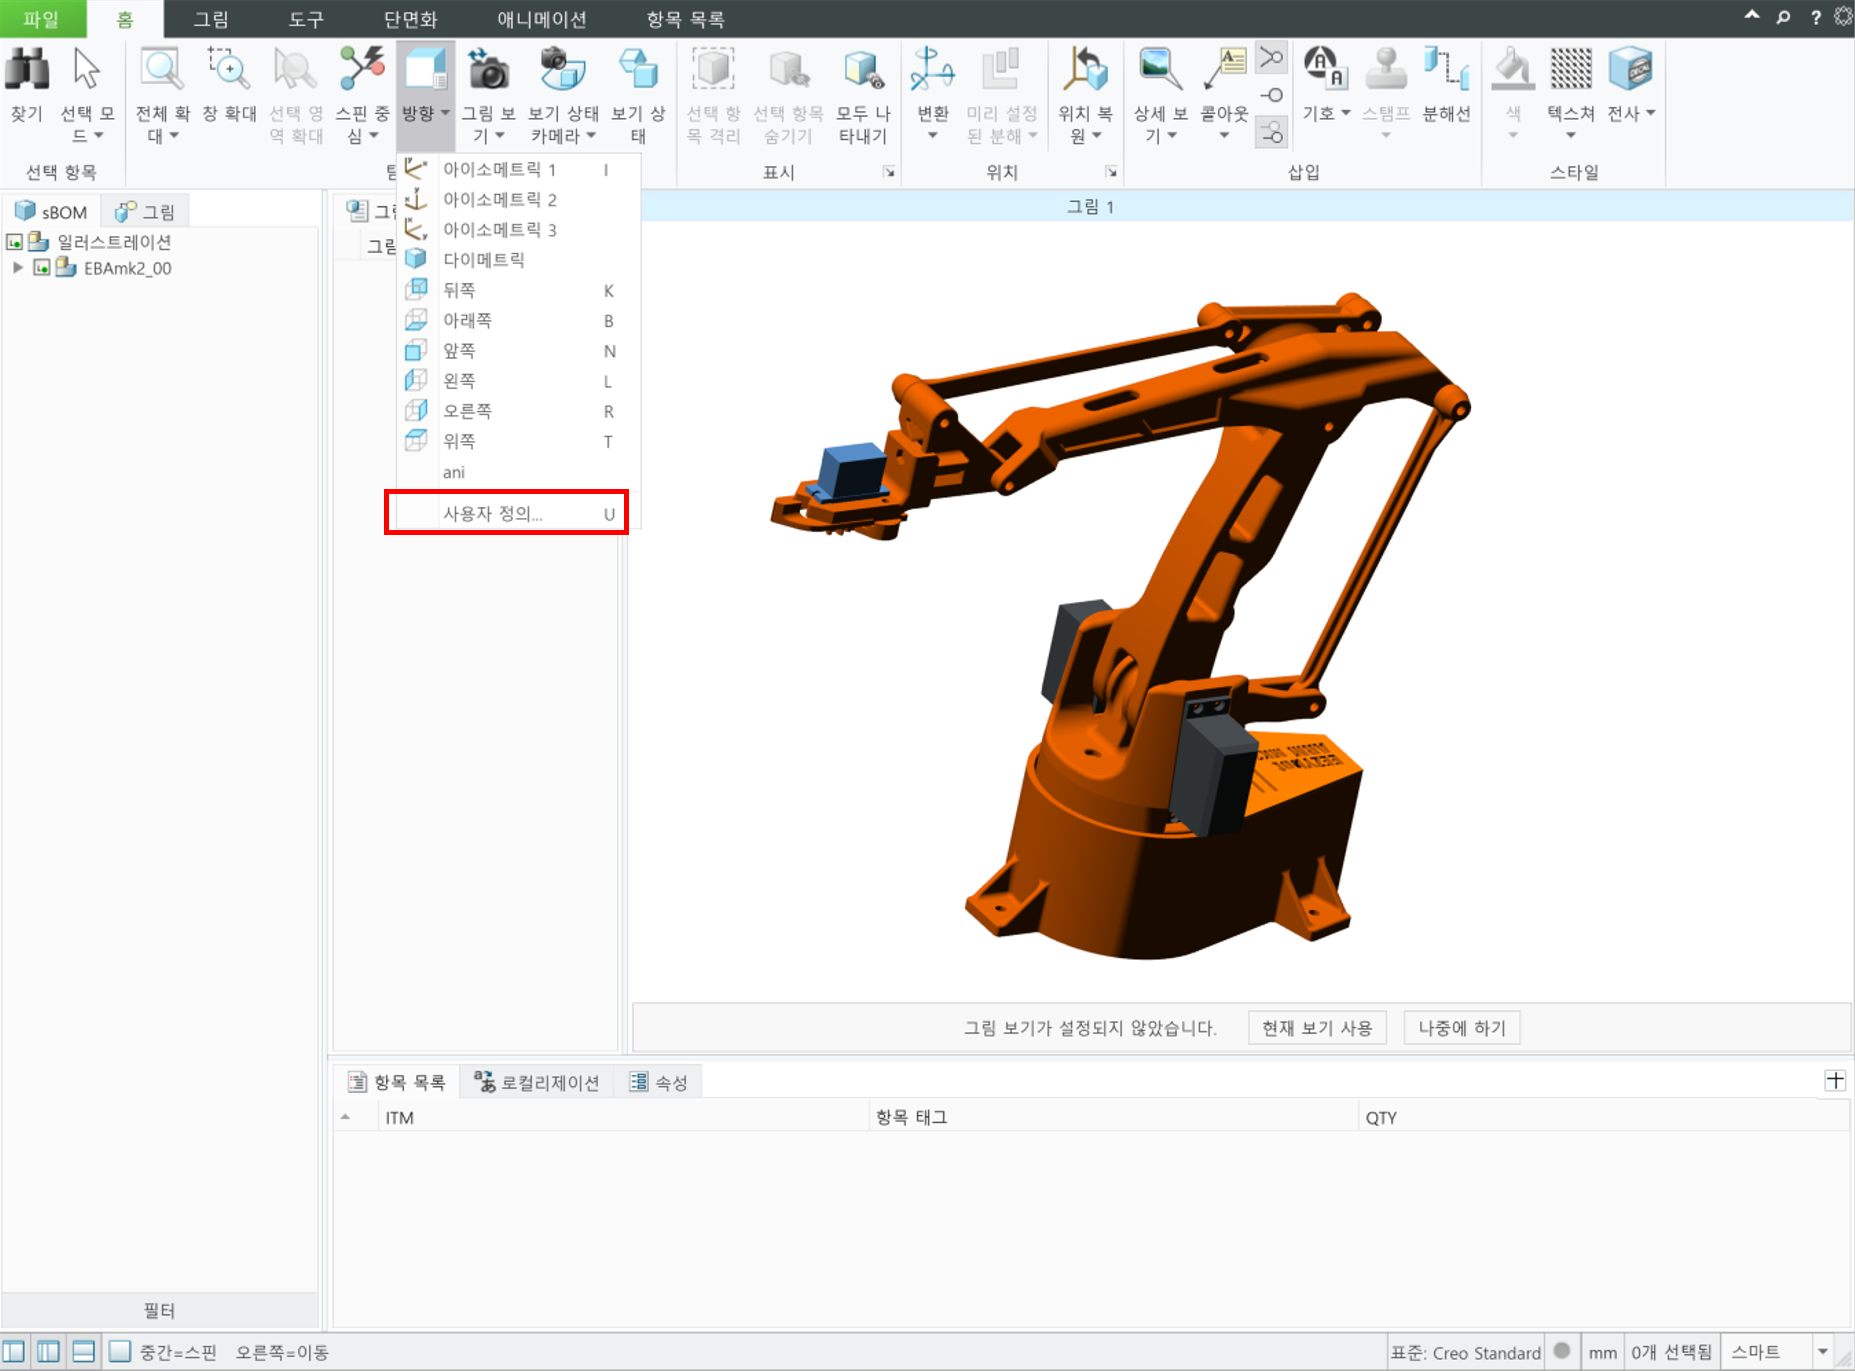 파일 홈 그림 도구 단면화 애니메이션 항목 목록
찾기
선택 모드
전체 확대
창 확대
선택 영역 확대
스핀 중심
방향
그림 보기
보기 상태 카메라
보기 상태
선택 항목 격리
선택 항목 숨기기
모두 나타내기
변환
미리 설정된 분해
위치 복원
상세 보기
콜아웃
기호
스탬프
분해선
색
텍스쳐
전사
선택 항목 표시 위치 삽입 스타일
sBOM 그림
일러스트레이션
EBAmk2_00
아이소메트릭 1 I
아이소메트릭 2
아이소메트릭 3
다이메트릭
뒤쪽 K
아래쪽 B
앞쪽 N
왼쪽 L
오른쪽 R
위쪽 T
ani
사용자 정의... U
그림 1
그림 보기가 설정되지 않았습니다. 현재 보기 사용 나중에 하기
항목 목록 로컬리제이션 속성
ITM 항목 태그 QTY
필터
중간=스핀 오른쪽=이동 표준: Creo Standard mm 0개 선택됨 스마트